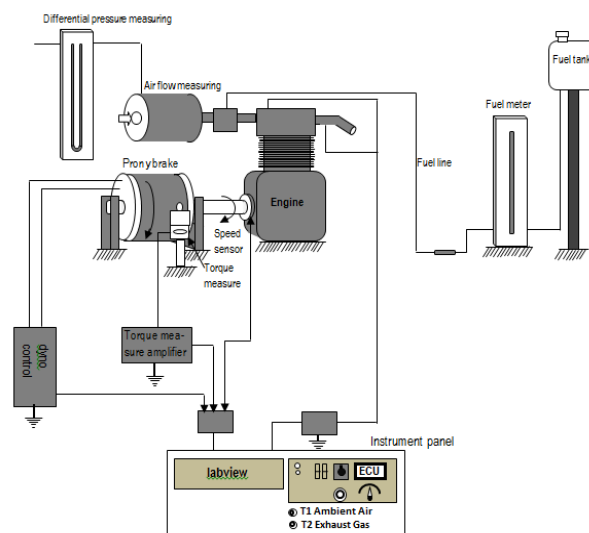 Differential pressure measuring
Air flow measuring
Fuel tank
Fuel meter
Fuel line
Prony brake
Engine
Speed
sensor
Torque
measure
dyno
control
Torque mea-
sure amplifier
Instrument panel
labview
ECU
T1 Ambient Air
T2 Exhaust Gas